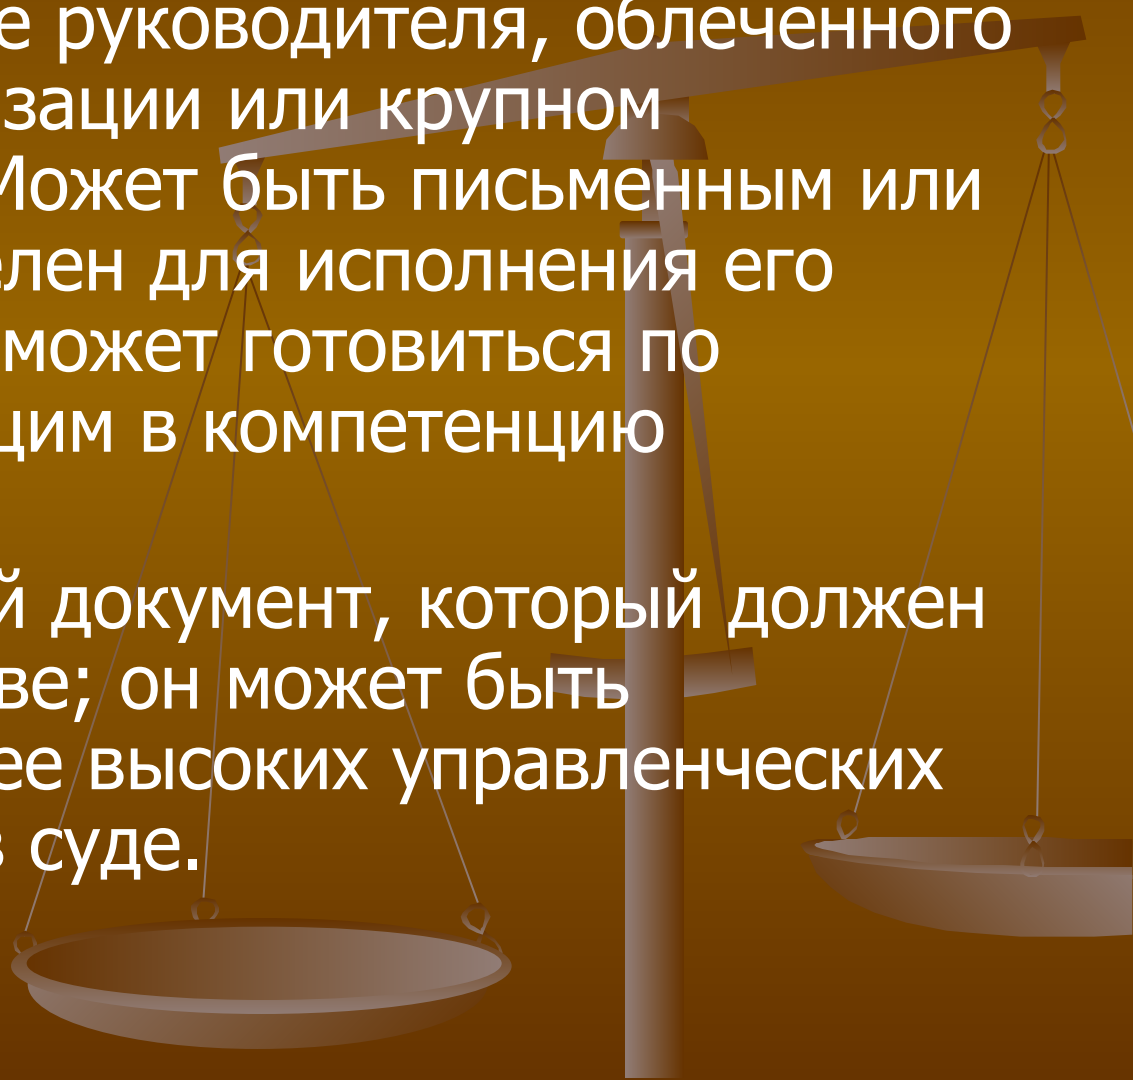 е руководителя, облеченного
зации или крупном
Может быть письменным или
елен для исполнения его
может готовиться по
щим в компетенцию
й документ, который должен
ве; он может быть
ее высоких управленческих
в суде.